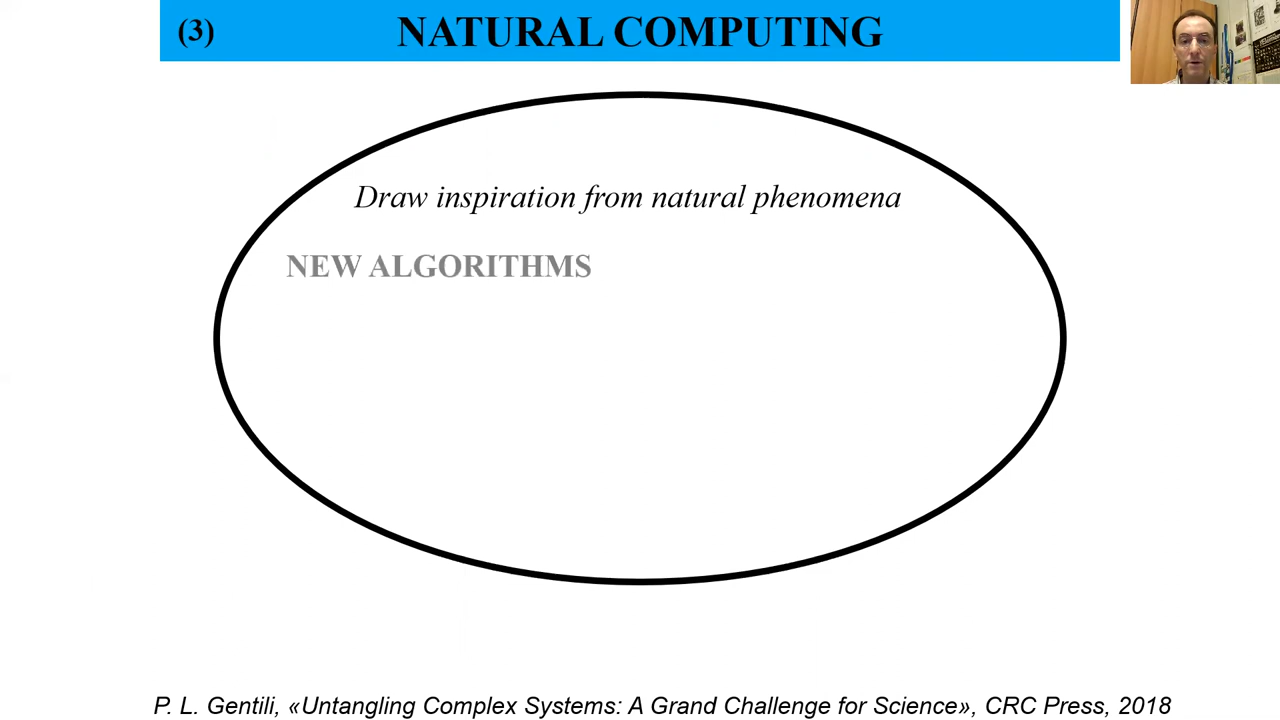 (3) NATURAL COMPUTING
Draw inspiration from natural phenomena
NEW ALGORITHMS
P. L. Gentili, «Untangling Complex Systems: A Grand Challenge for Science», CRC Press, 2018